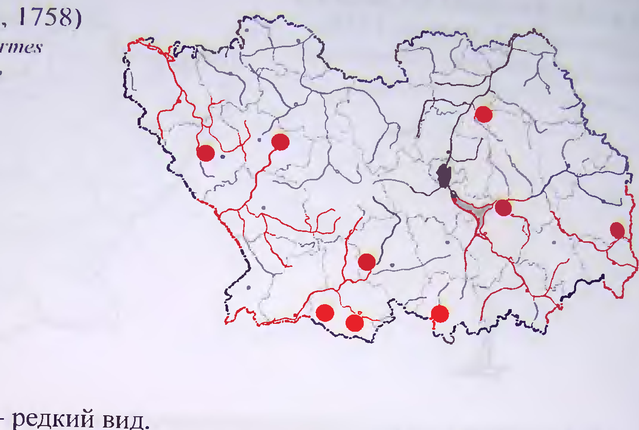 , 1758)
rmes
- редкий вид.